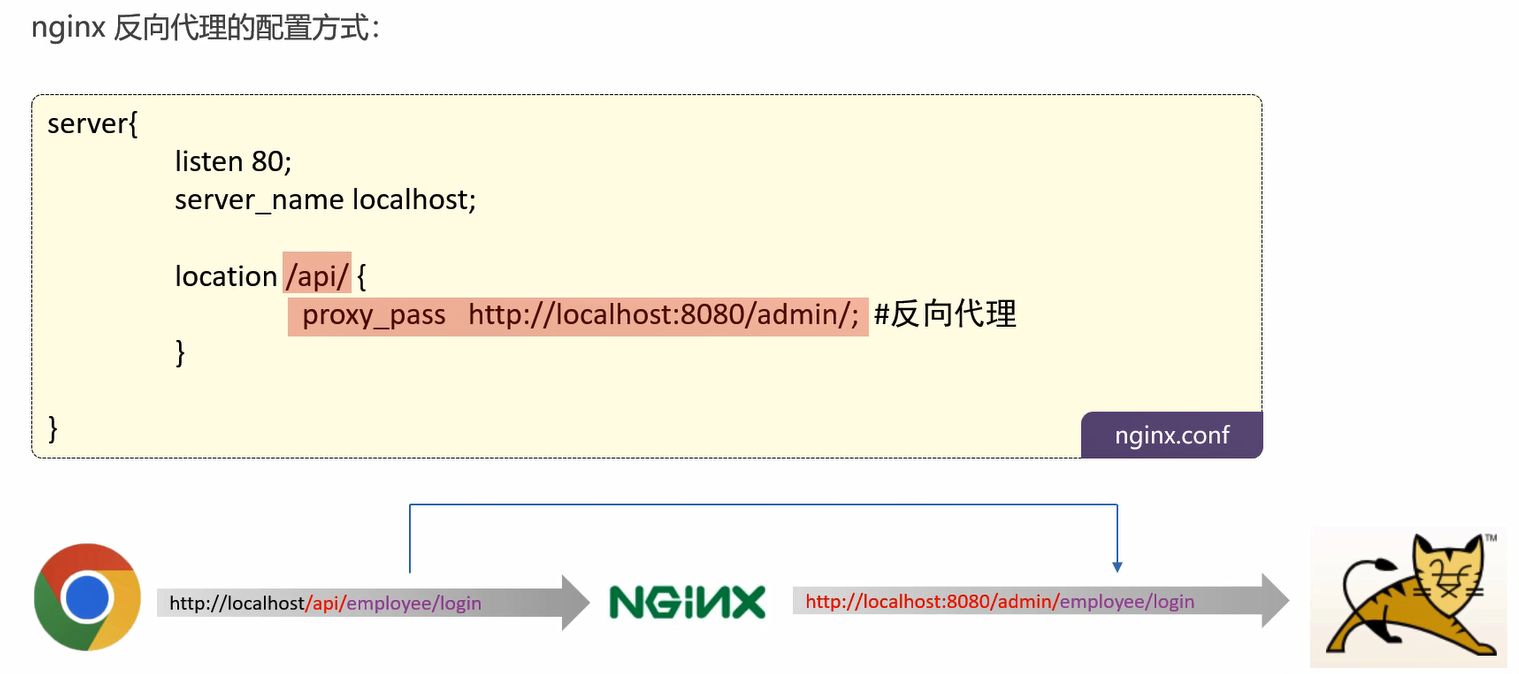 nginx 反向代理的配置方式：
server{
listen 80;
server_name localhost;
location /api/ {
proxy_pass http://localhost:8080/admin/; #反向代理
}
}
nginx.conf
http://localhost/api/employee/login
NGINX
http://localhost:8080/admin/employee/login
TM